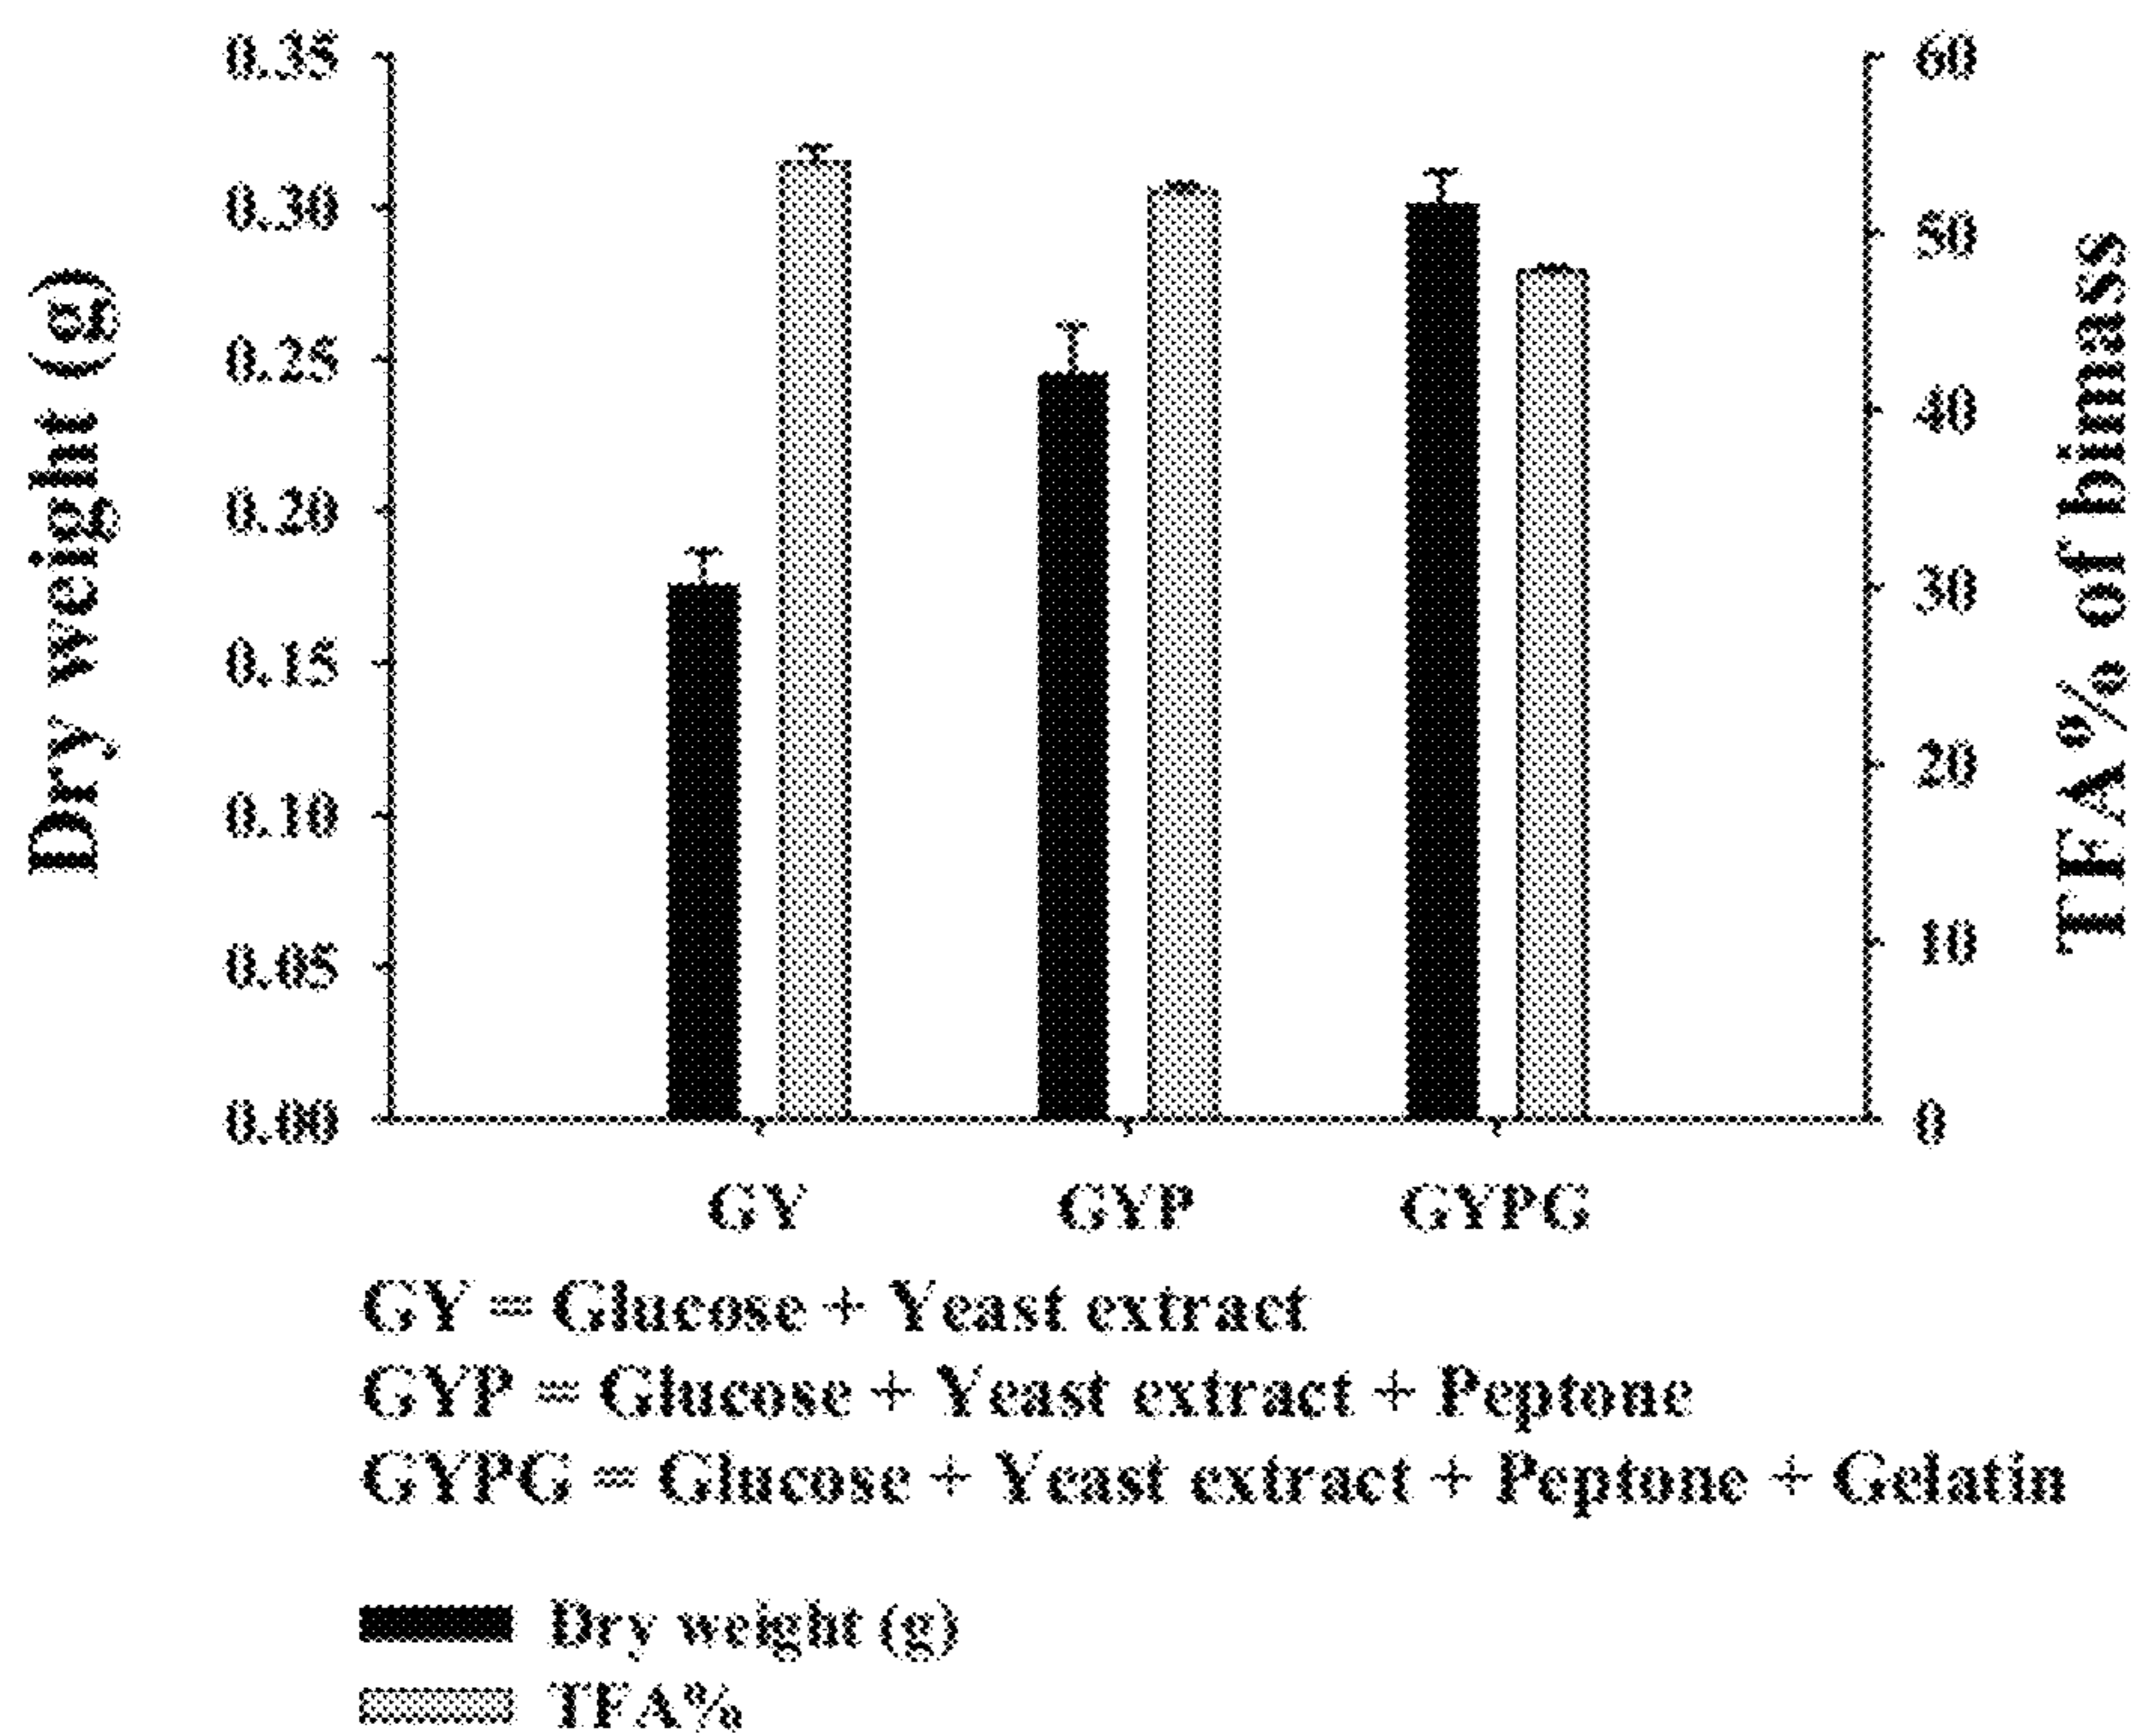 Dry weight (g)
0.35
0.30
0.25
0.20
0.15
0.10
0.05
0.00
60
50
40
30
20
10
0
TFA% of bimass
GY GYP GYPG
GY = Glucose + Yeast extract
GYP = Glucose + Yeast extract + Peptone
GYPG = Glucose + Yeast extract + Peptone + Gelatin
Dry weight (g)
TFA%